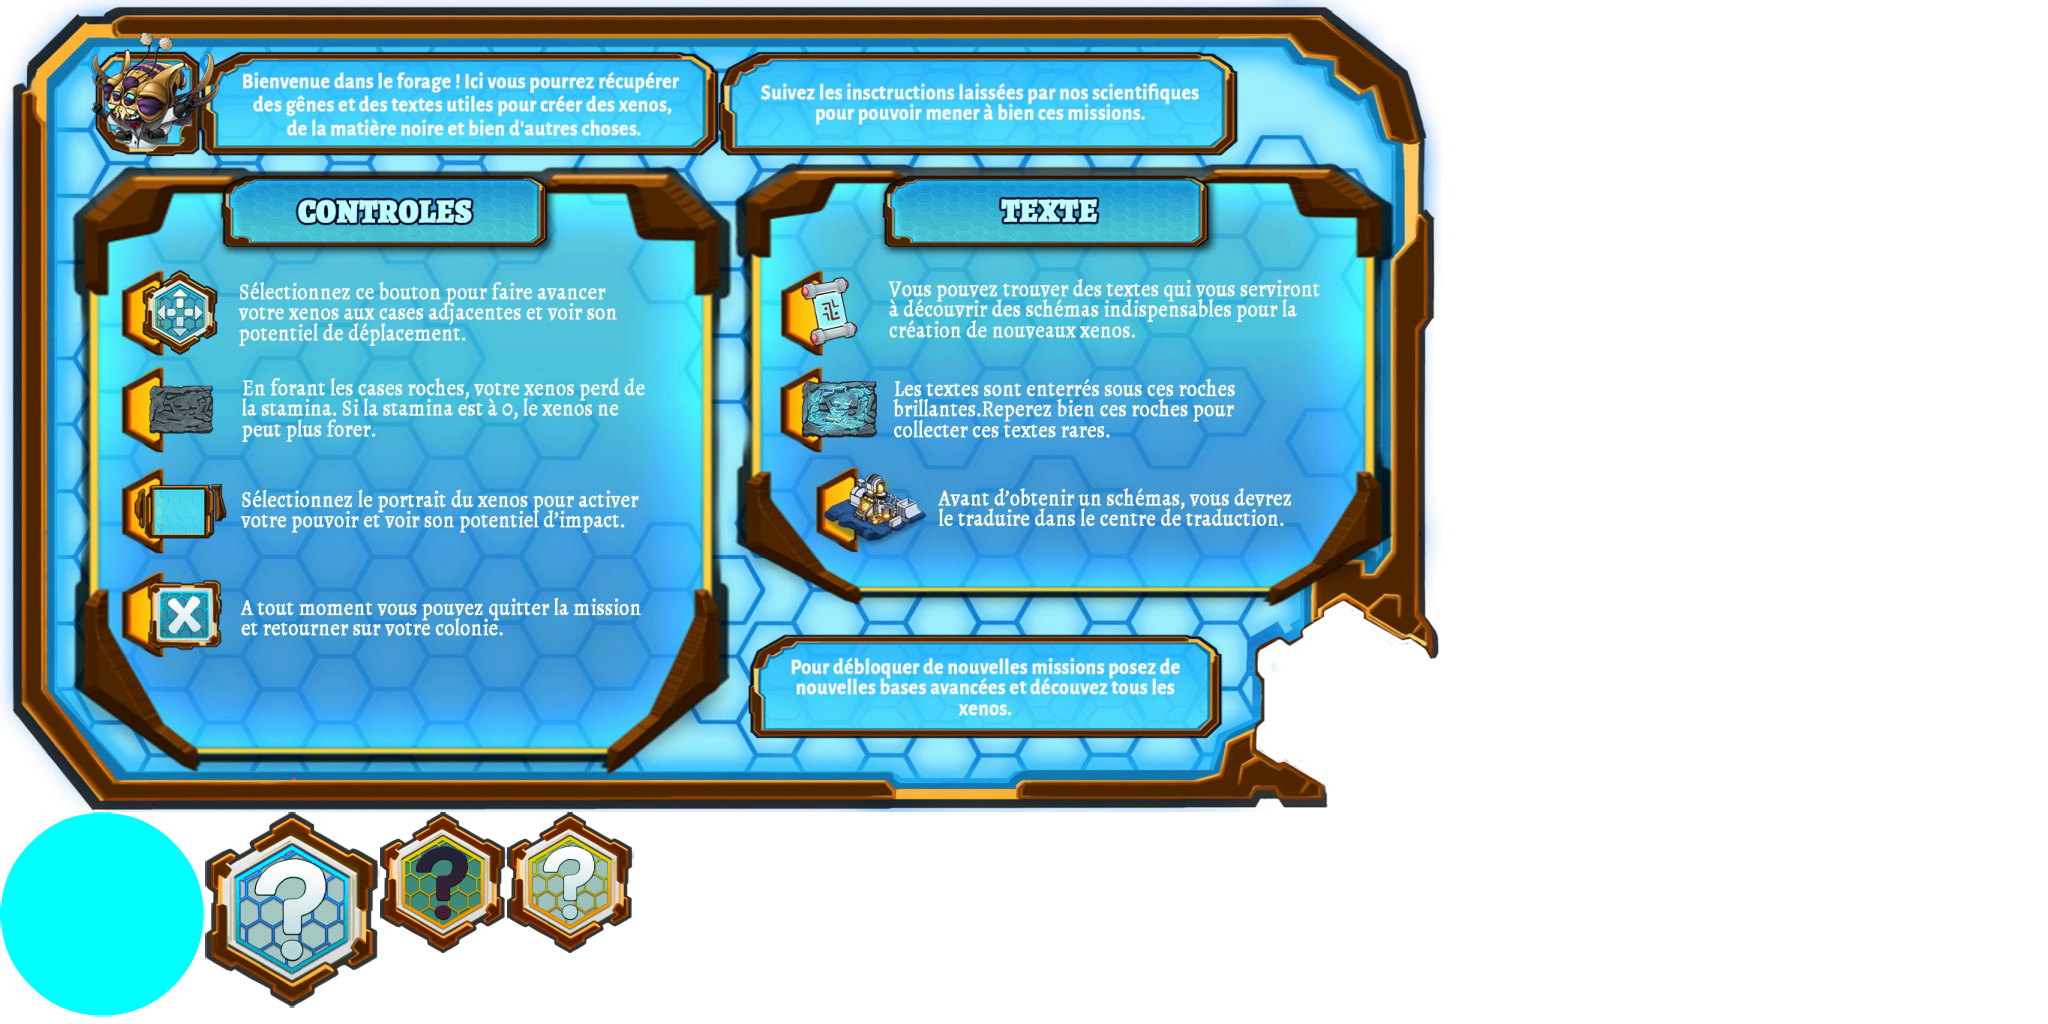 Bienvenue dans le forage ! Ici vous pourrez récupérer
des gênes et des textes utiles pour créer des xenos,
de la matière noire et bien d'autres choses.
Suivez les insctructions laissées par nos scientifiques
pour pouvoir mener à bien ces missions.
CONTROLES
Sélectionnez ce bouton pour faire avancer
votre xenos aux cases adjacentes et voir son
potentiel de déplacement.
En forant les cases roches, votre xenos perd de
la stamina. Si la stamina est à 0, le xenos ne
peut plus forer.
Sélectionnez le portrait du xenos pour activer
votre pouvoir et voir son potentiel d'impact.
A tout moment vous pouvez quitter la mission
et retourner sur votre colonie.
TEXTE
Vous pouvez trouver des textes qui vous serviront
à découvrir des schémas indispensables pour la
création de nouveaux xenos.
Les textes sont enterrés sous ces roches
brillantes.Reperez bien ces roches pour
collecter ces textes rares.
Avant d'obtenir un schémas, vous devrez
le traduire dans le centre de traduction.
Pour débloquer de nouvelles missions posez de
nouvelles bases avancées et découvez tous les
xenos.
?
?
?